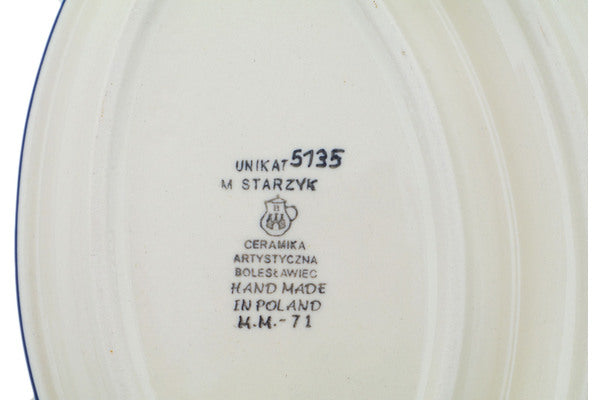 UNIKAT 5135
M STARZYK
B
CERAMIKA
ARTYSTYCZNA
BOLESŁAWIEC
HAND MADE
IN POLAND
M.M.-71